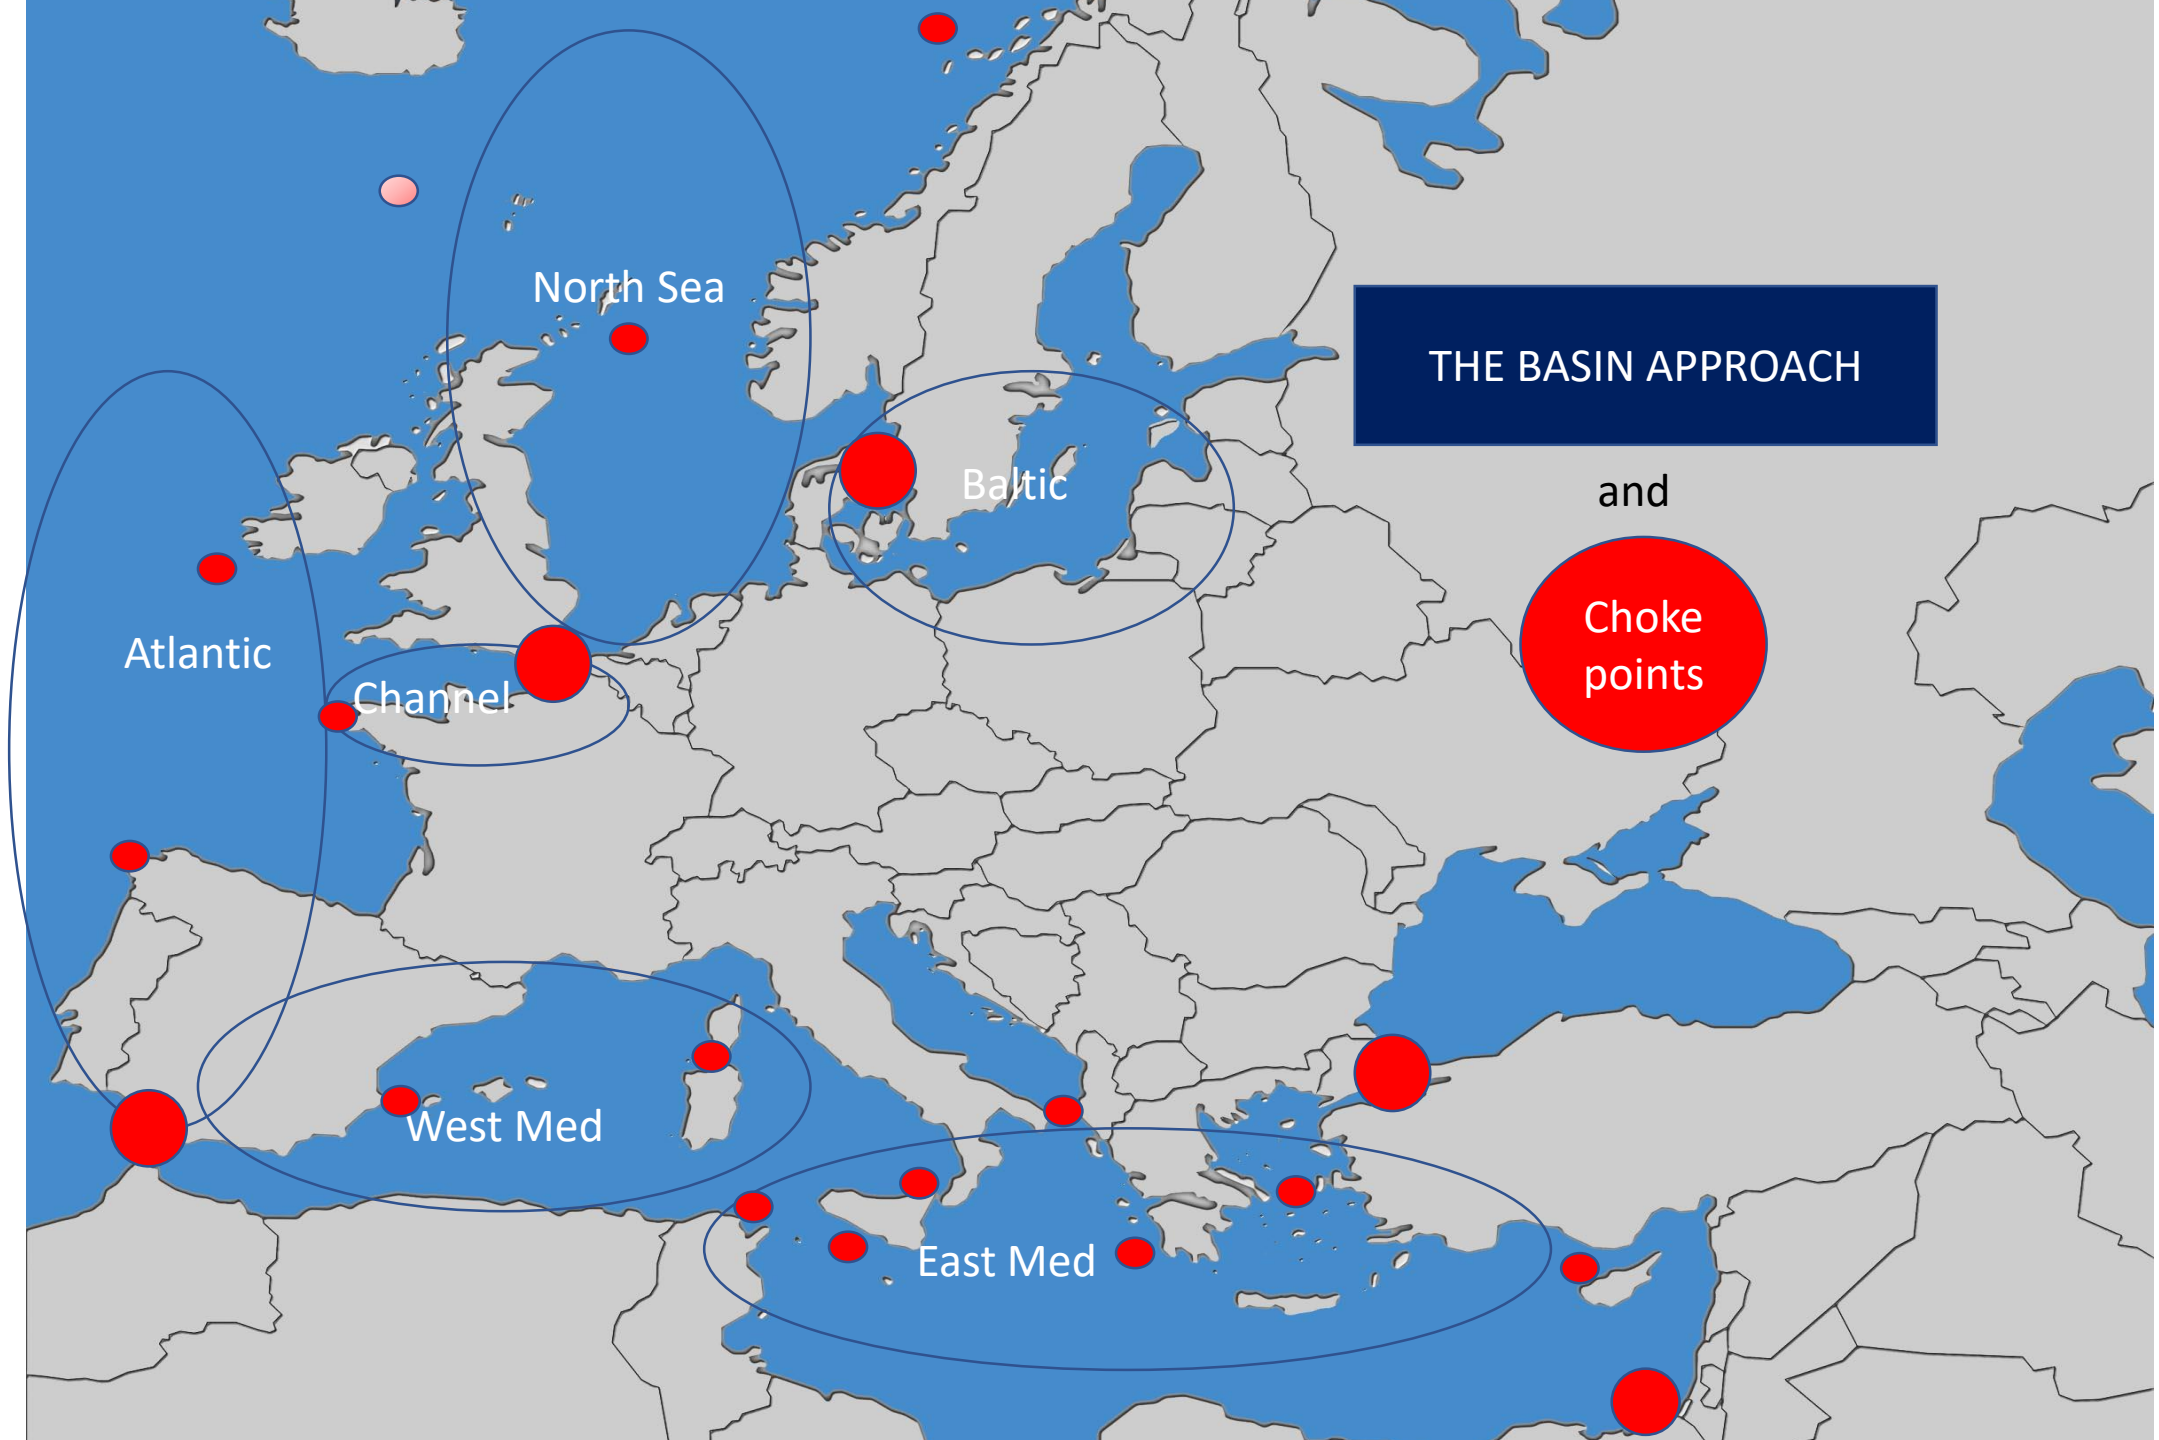 North Sea
THE BASIN APPROACH
Baltic
and
Choke
points
Atlantic
Channel
West Med
East Med